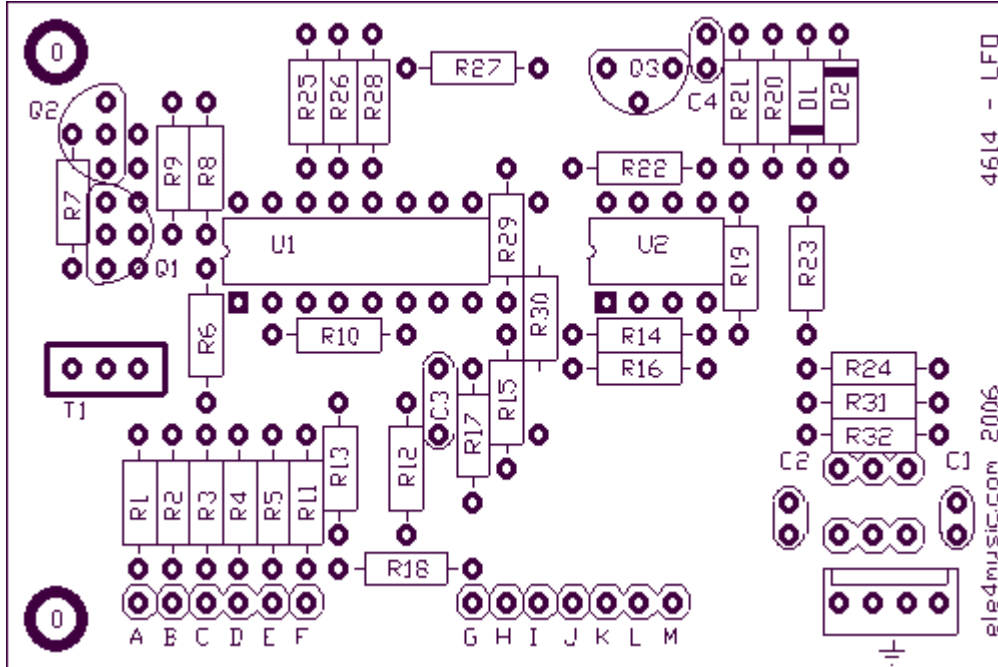 0
Q2
R25
R26
R28
R27
Q3
C4
R21
R20
D1
D2
4614 - LFO
R7
R9
R8
R22
Q1
U1
R29
U2
R19
R23
R6
R10
R30
R14
R16
T1
C3
R17
R15
R24
R31
R32
R1
R2
R3
R4
R5
R11
R13
R12
C2
C1
R18
0
A B C D E F
G H I J K L M
ele4music.com 2006